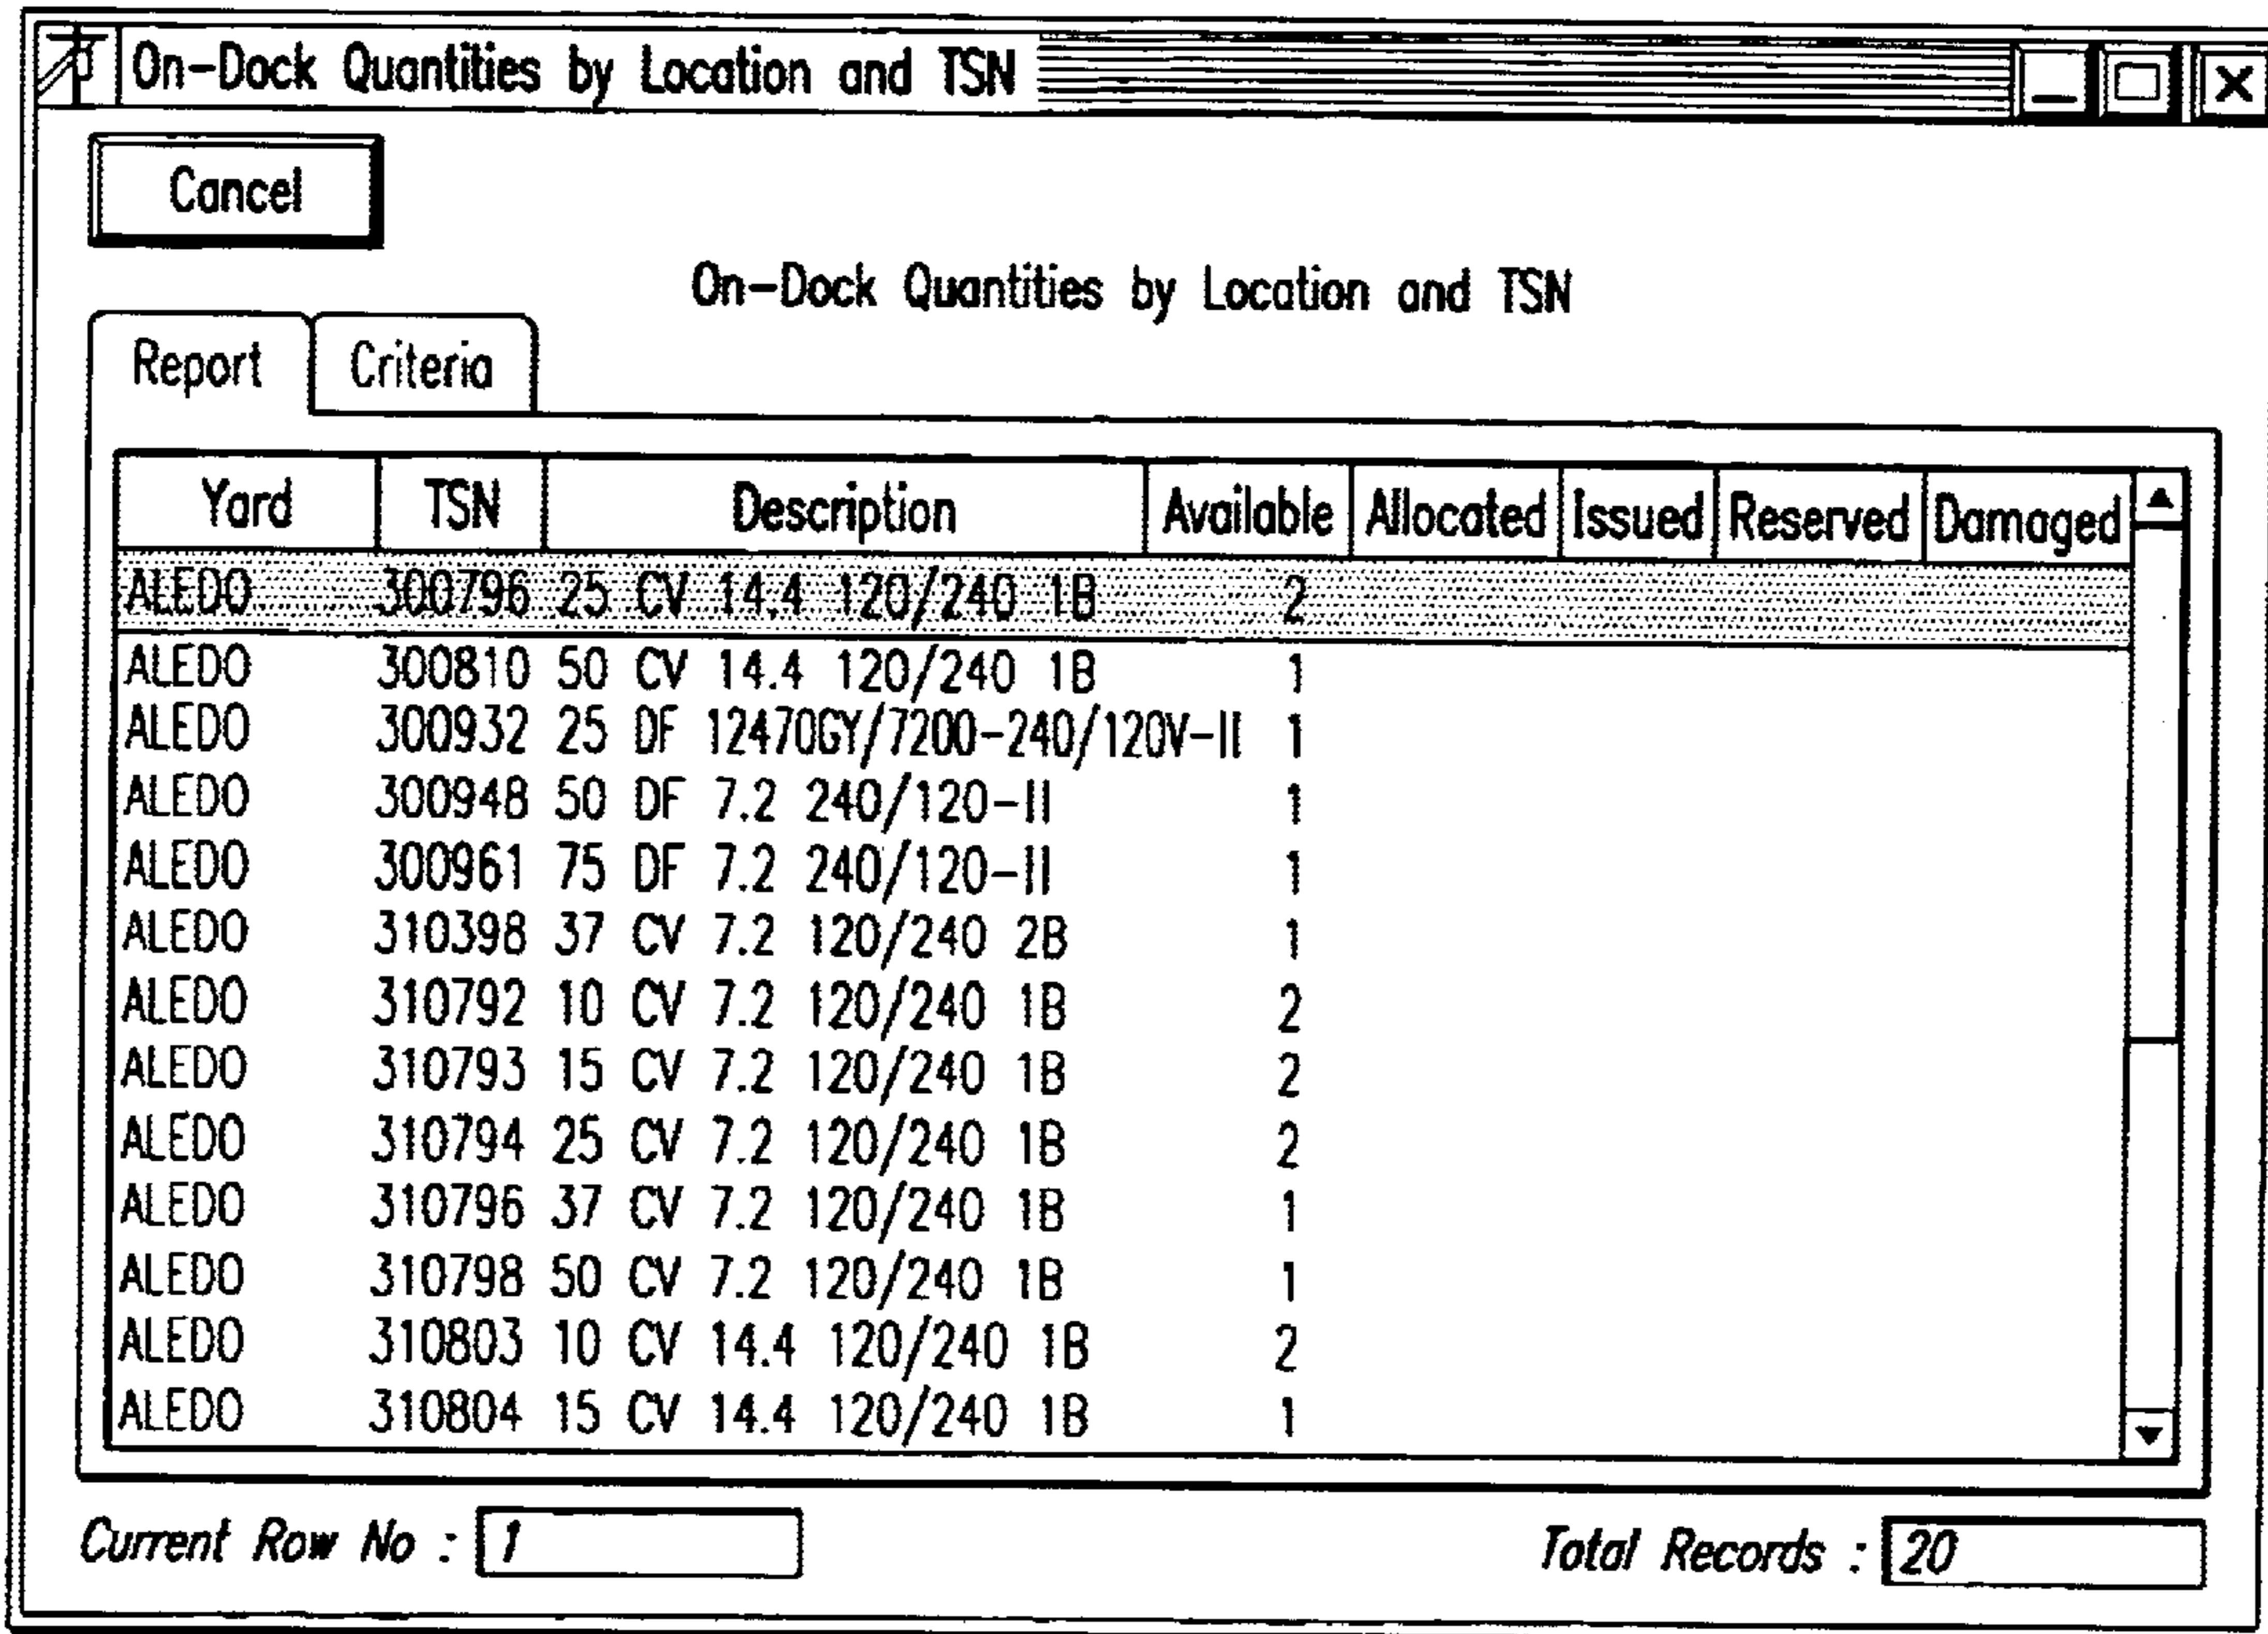 On-Dock Quantities by Location and TSN
Cancel
On-Dock Quantities by Location and TSN
Report Criteria
Yard TSN Description Available Allocated Issued Reserved Damaged
ALEDO 300796 25 CV 14.4 120/240 1B 2
ALEDO 300810 50 CV 14.4 120/240 1B 1
ALEDO 300932 25 DF 12470GY/7200-240/120V-II 1
ALEDO 300948 50 DF 7.2 240/120-II 1
ALEDO 300961 75 DF 7.2 240/120-II 1
ALEDO 310398 37 CV 7.2 120/240 2B 1
ALEDO 310792 10 CV 7.2 120/240 1B 2
ALEDO 310793 15 CV 7.2 120/240 1B 2
ALEDO 310794 25 CV 7.2 120/240 1B 2
ALEDO 310796 37 CV 7.2 120/240 1B 1
ALEDO 310798 50 CV 7.2 120/240 1B 1
ALEDO 310803 10 CV 14.4 120/240 1B 2
ALEDO 310804 15 CV 14.4 120/240 1B 1
Current Row No : 1 Total Records : 20